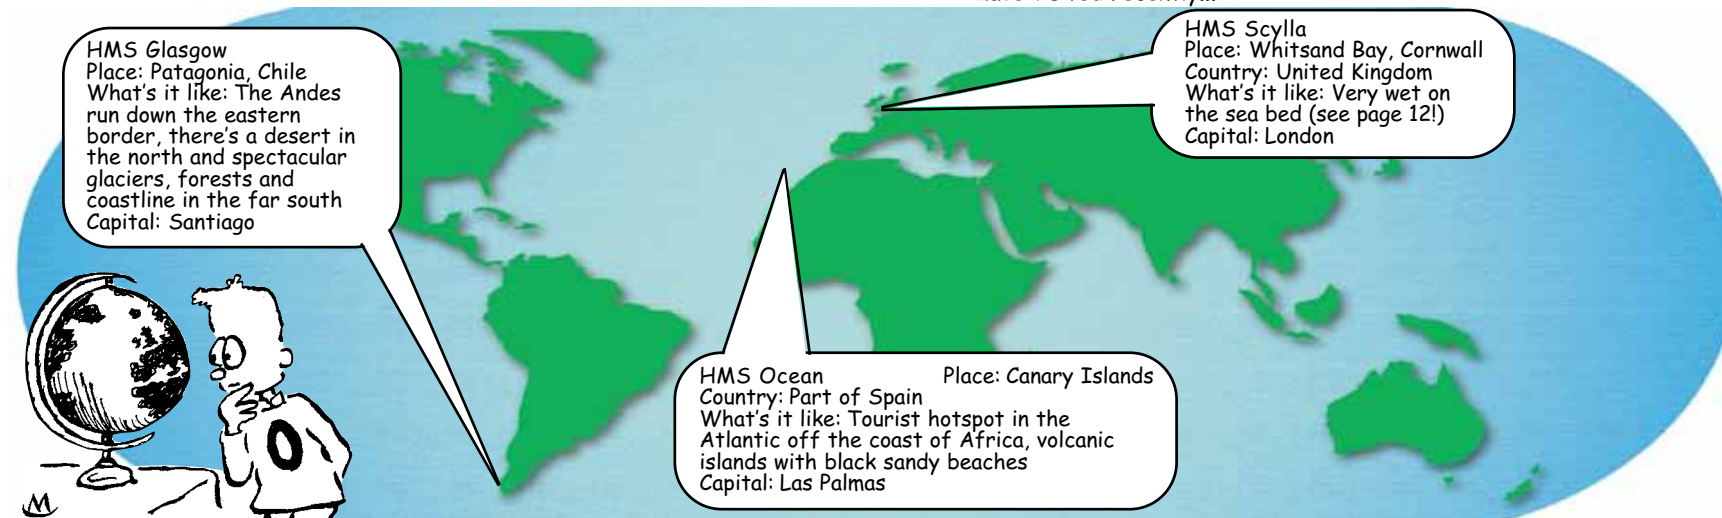 HMS Glasgow
Place: Patagonia, Chile
What's it like: The Andes
run down the eastern
border, there's a desert in
the north and spectacular
glaciers, forests and
coastline in the far south
Capital: Santiago
HMS Scylla
Place: Whitsand Bay, Cornwall
Country: United Kingdom
What's it like: Very wet on
the sea bed (see page 12!)
Capital: London
HMS Ocean Place: Canary Islands
Country: Part of Spain
What's it like: Tourist hotspot in the
Atlantic off the coast of Africa, volcanic
islands with black sandy beaches
Capital: Las Palmas